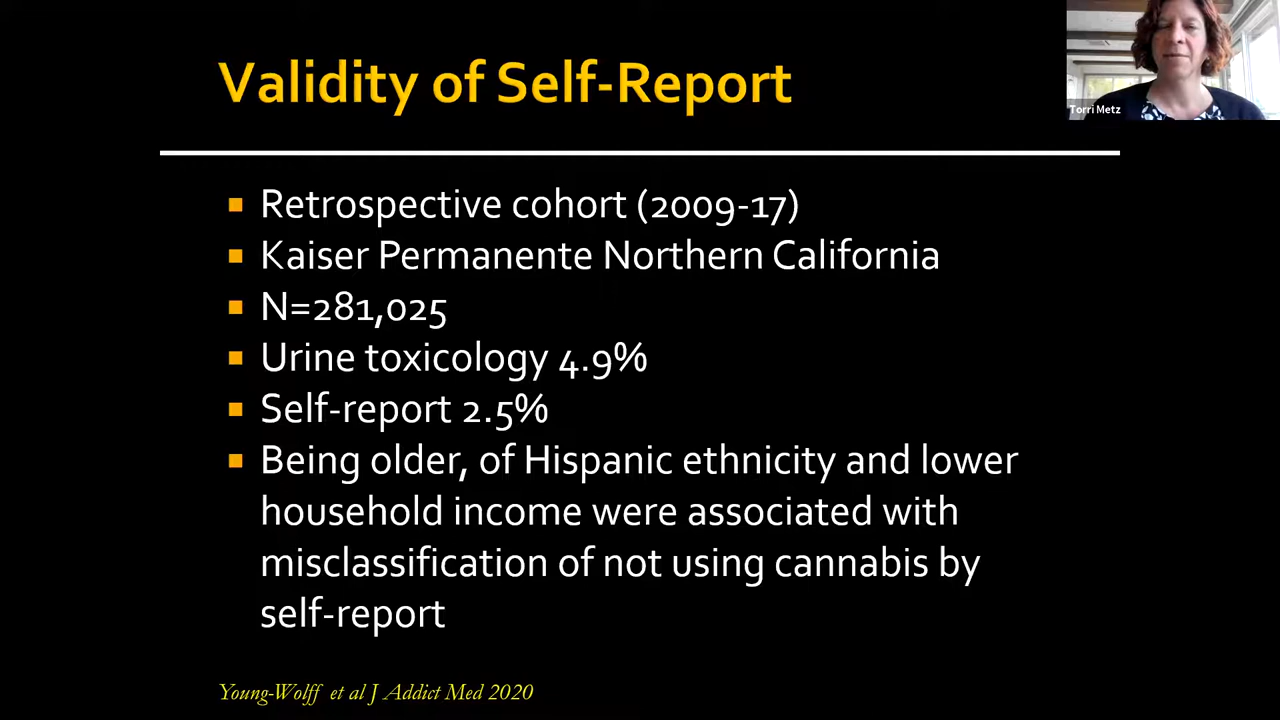 Validity of Self-Report
Torri Metz
Retrospective cohort (2009-17)
Kaiser Permanente Northern California
N=281,025
Urine toxicology 4.9%
Self-report 2.5%
Being older, of Hispanic ethnicity and lower
household income were associated with
misclassification of not using cannabis by
self-report
Young-Wolff et al J Addict Med 2020